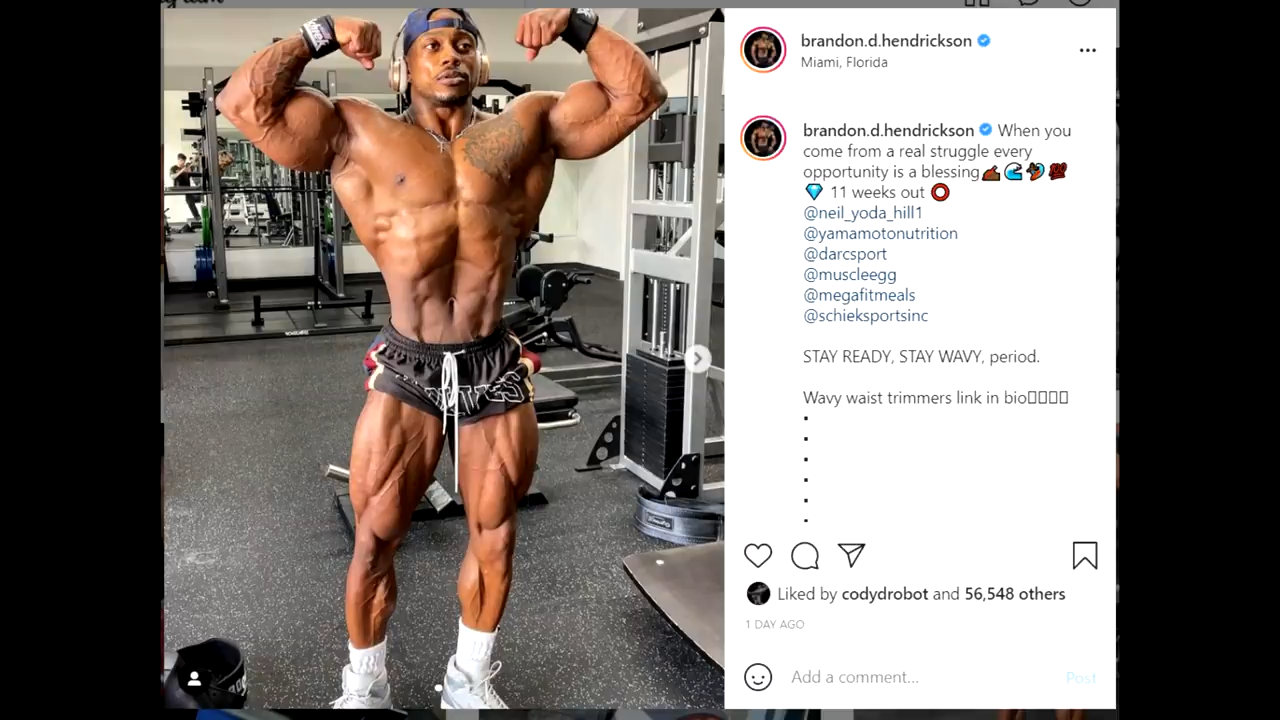 brandon.d.hendrickson
Miami, Florida
brandon.d.hendrickson When you
come from a real struggle every
opportunity is a blessing✍🏾🌊🧏🏾💯
💎 11 weeks out ⭕
@neil_yoda_hill1
@yamamotonutrition
@darcsport
@muscleegg
@megafitmeals
@schieksportsinc
STAY READY, STAY WAVY, period.
Wavy waist trimmers link in bio▯▯▯▯
.
.
.
.
.
.
Liked by codydrobot and 56,548 others
1 DAY AGO
Add a comment... Post